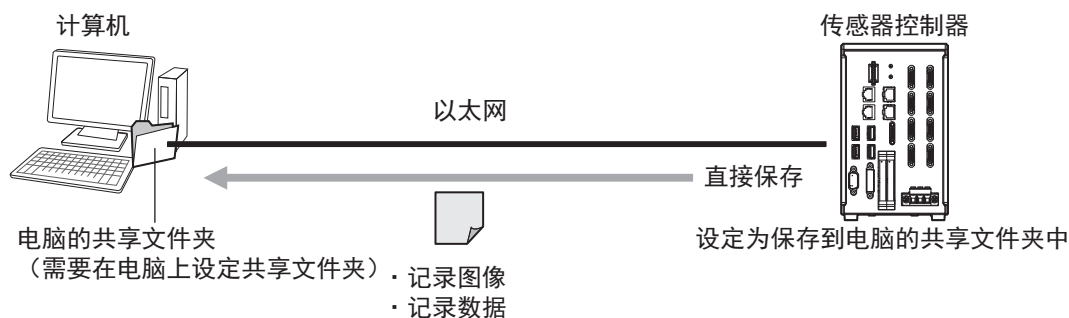 计算机
传感器控制器
以太网
直接保存
电脑的共享文件夹
（需要在电脑上设定共享文件夹）
设定为保存到电脑的共享文件夹中
・记录图像
・记录数据